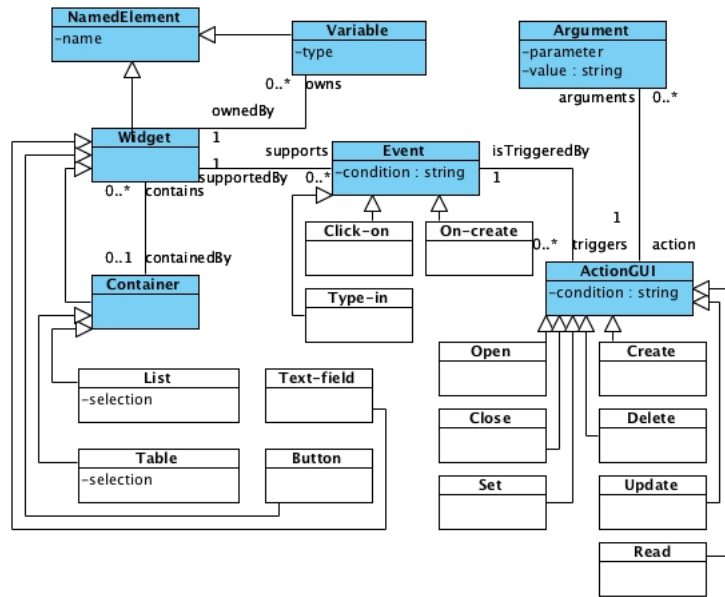 NamedElement
-name
Variable
-type
Argument
-parameter
-value : string
0..* owns
ownedBy
arguments 0..*
Widget
1
1
supportedBy
supports
0..*
Event
-condition : string
isTriggeredBy
1
0..* contains
Click-on
On-create
1
0..* triggers action
0..1 containedBy
Container
Type-in
ActionGUI
-condition : string
Open
Create
List
-selection
Text-field
Close
Delete
Table
-selection
Button
Set
Update
Read